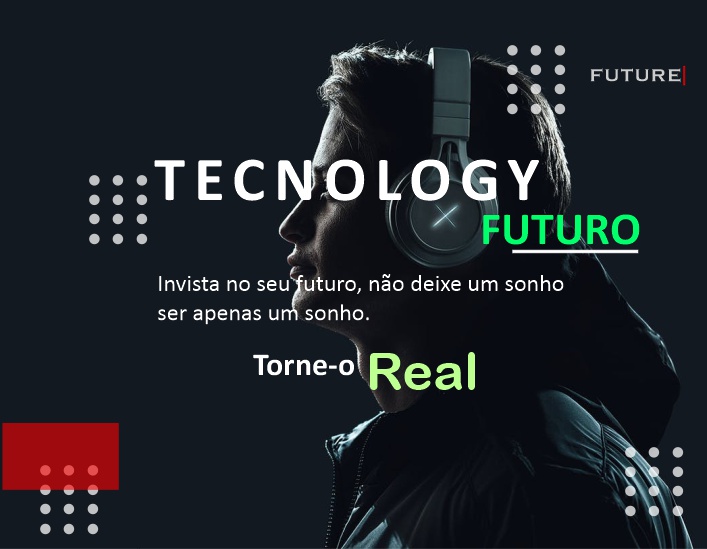 FUTURE
TECNOLOGY
FUTURO
Invista no seu futuro, não deixe um sonho
ser apenas um sonho.
Torne-o Real